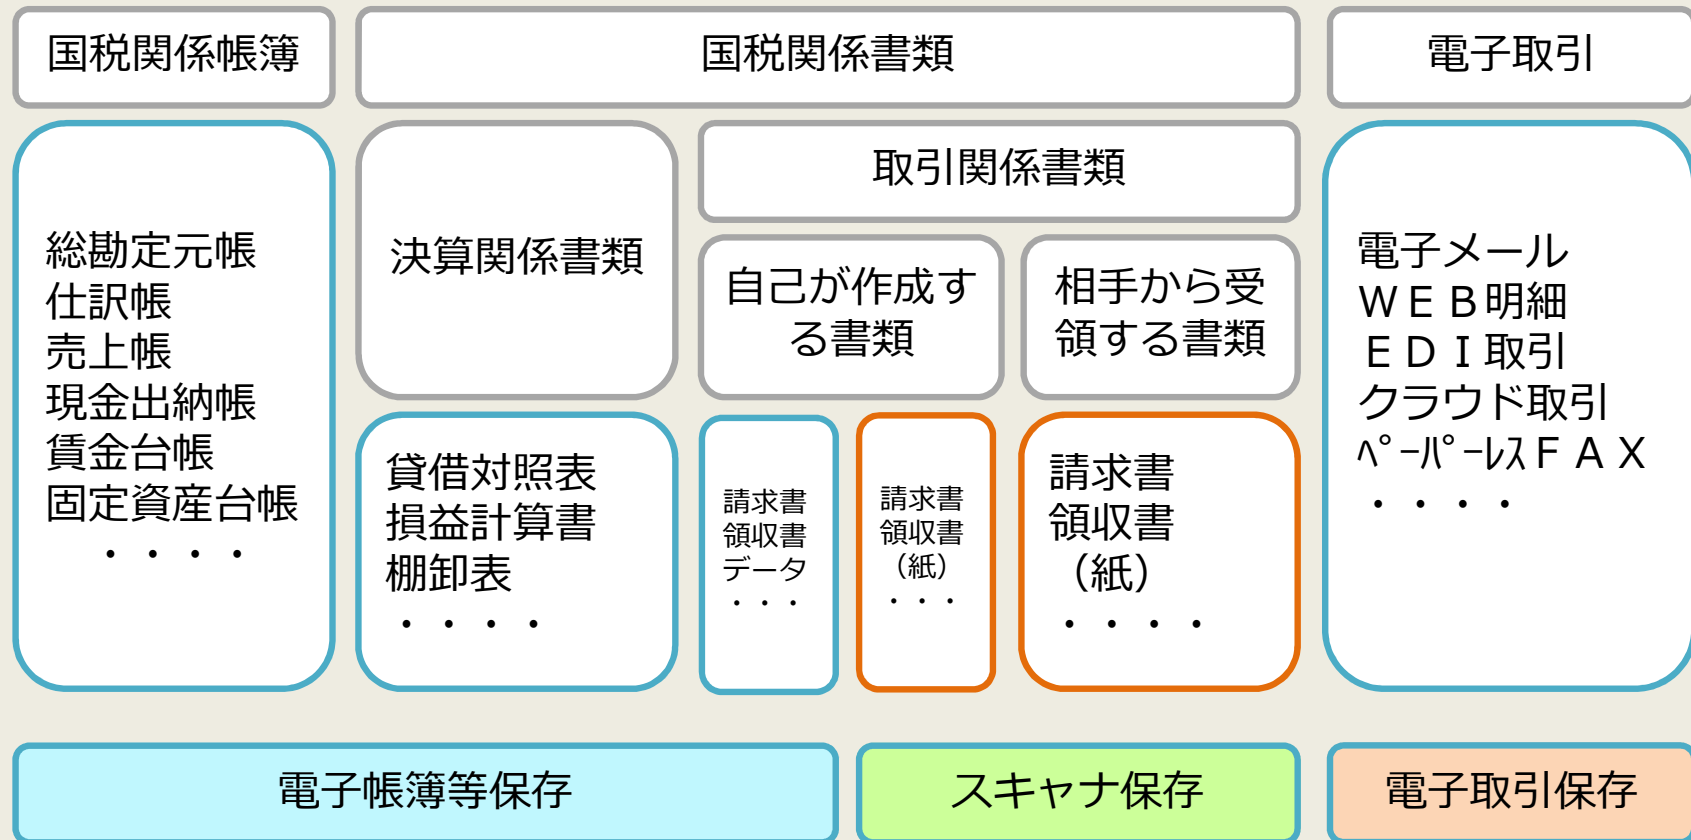 国税関係帳簿
国税関係書類
電子取引
総勘定元帳
仕訳帳
売上帳
現金出納帳
賃金台帳
固定資産台帳
・・・・
決算関係書類
取引関係書類
自己が作成す
る書類
相手から受
領する書類
貸借対照表
損益計算書
棚卸表
・・・・
請求書
領収書
データ
・・・
請求書
領収書
（紙）
・・・
請求書
領収書
（紙）
・・・・
電子メール
ＷＥＢ明細
ＥＤＩ取引
クラウド取引
ﾍﾟｰﾊﾟｰﾚｽＦＡＸ
・・・・
電子帳簿等保存
スキャナ保存
電子取引保存